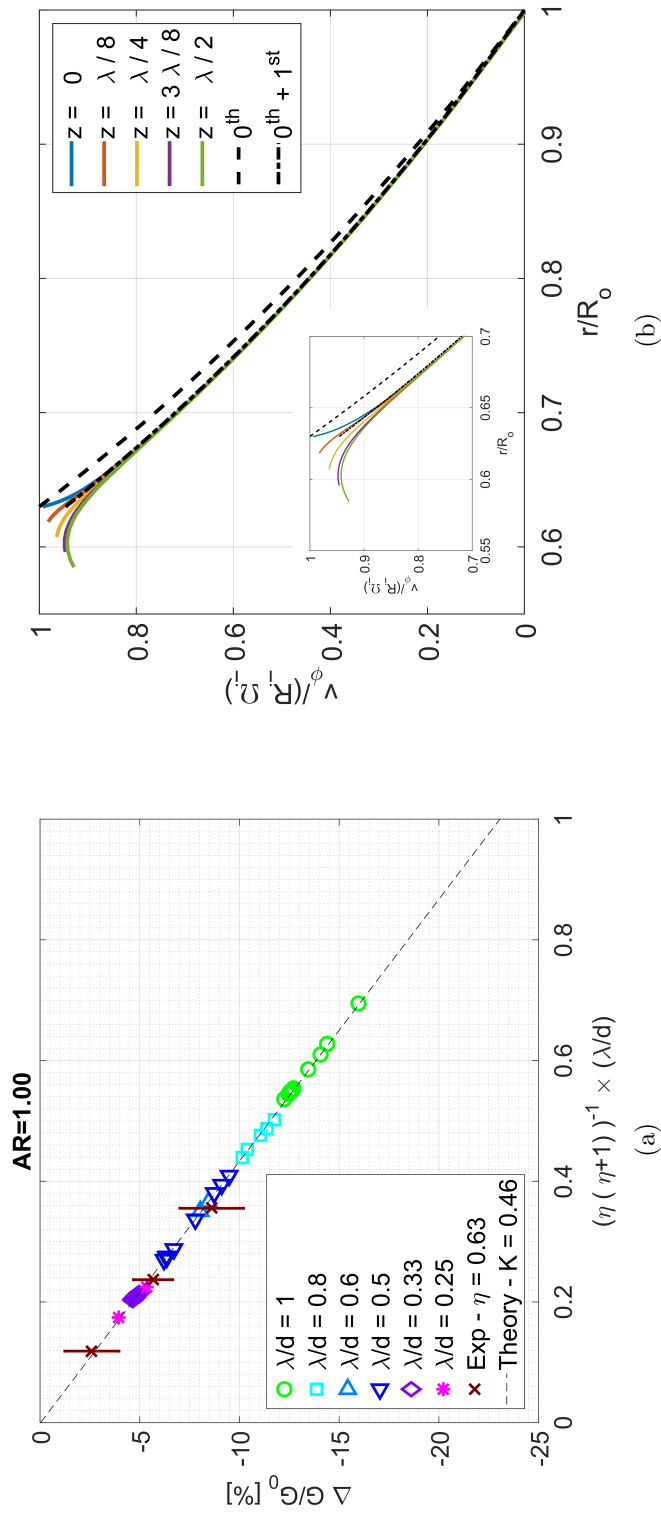 AR=1.00
0
-5
-10
-15
-20
-25
Δ G/G₀ [%]
0
0.2
0.4
0.6
0.8
1
(η ( η+1) )⁻¹ × (λ/d)
λ/d = 1
λ/d = 0.8
λ/d = 0.6
λ/d = 0.5
λ/d = 0.33
λ/d = 0.25
Exp - η = 0.63
Theory - K = 0.46
(a)
1
0.8
0.6
0.4
0.2
0
v_ϕ/(R_i Ω_i)
0.6
0.7
0.8
0.9
1
r/R_o
z = 0
z = λ / 8
z = λ / 4
z = 3 λ / 8
z = λ / 2
0ᵗʰ
0ᵗʰ + 1ˢᵗ
1
0.9
0.8
0.7
v_ϕ/(R_i Ω_i)
0.55
0.6
0.65
0.7
r/R_o
(b)